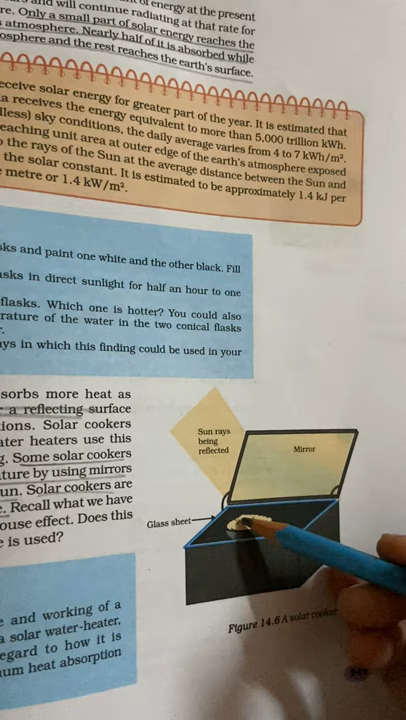 of energy at the present
and will continue radiating at that rate for
re. Only a small part of solar energy reaches the
atmosphere. Nearly half of it is absorbed while
osphere and the rest reaches the earth's surface.
eceive solar energy for greater part of the year. It is estimated that
a receives the energy equivalent to more than 5,000 trillion kWh.
dless) sky conditions, the daily average varies from 4 to 7 kWh/m².
eaching unit area at outer edge of the earth's atmosphere exposed
o the rays of the Sun at the average distance between the Sun and
the solar constant. It is estimated to be approximately 1.4 kJ per
metre or 1.4 kW/m².
sks and paint one white and the other black. Fill
asks in direct sunlight for half an hour to one
flasks. Which one is hotter? You could also
rature of the water in the two conical flasks
r.
ays in which this finding could be used in your
sorbs more heat as
a reflecting surface
tions. Solar cookers
ater heaters use this
g. Some solar cookers
ture by using mirrors
un. Solar cookers are
e. Recall what we have
ouse effect. Does this
e is used?
Sun rays
being
reflected
Mirror
Glass sheet
Figure 14.6 A solar cooker
e and working of a
a solar water-heater,
egard to how it is
um heat absorption